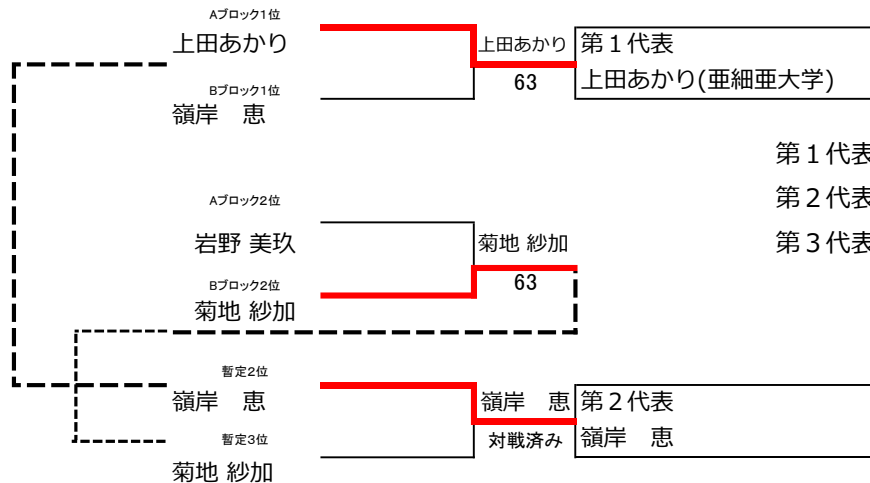 Aブロック1位
上田あかり
上田あかり
第１代表
63
上田あかり(亜細亜大学)
Bブロック1位
嶺岸　恵
第１代表
Aブロック2位
第２代表
岩野 美玖
菊地 紗加
第３代表
63
Bブロック2位
菊地 紗加
暫定2位
嶺岸　恵
嶺岸　恵
第２代表
暫定3位
対戦済み
嶺岸　恵
菊地 紗加